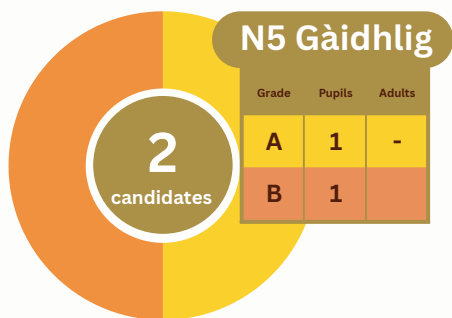 N5 Gàidhlig
Grade Pupils Adults
A 1 -
B 1
2
candidates